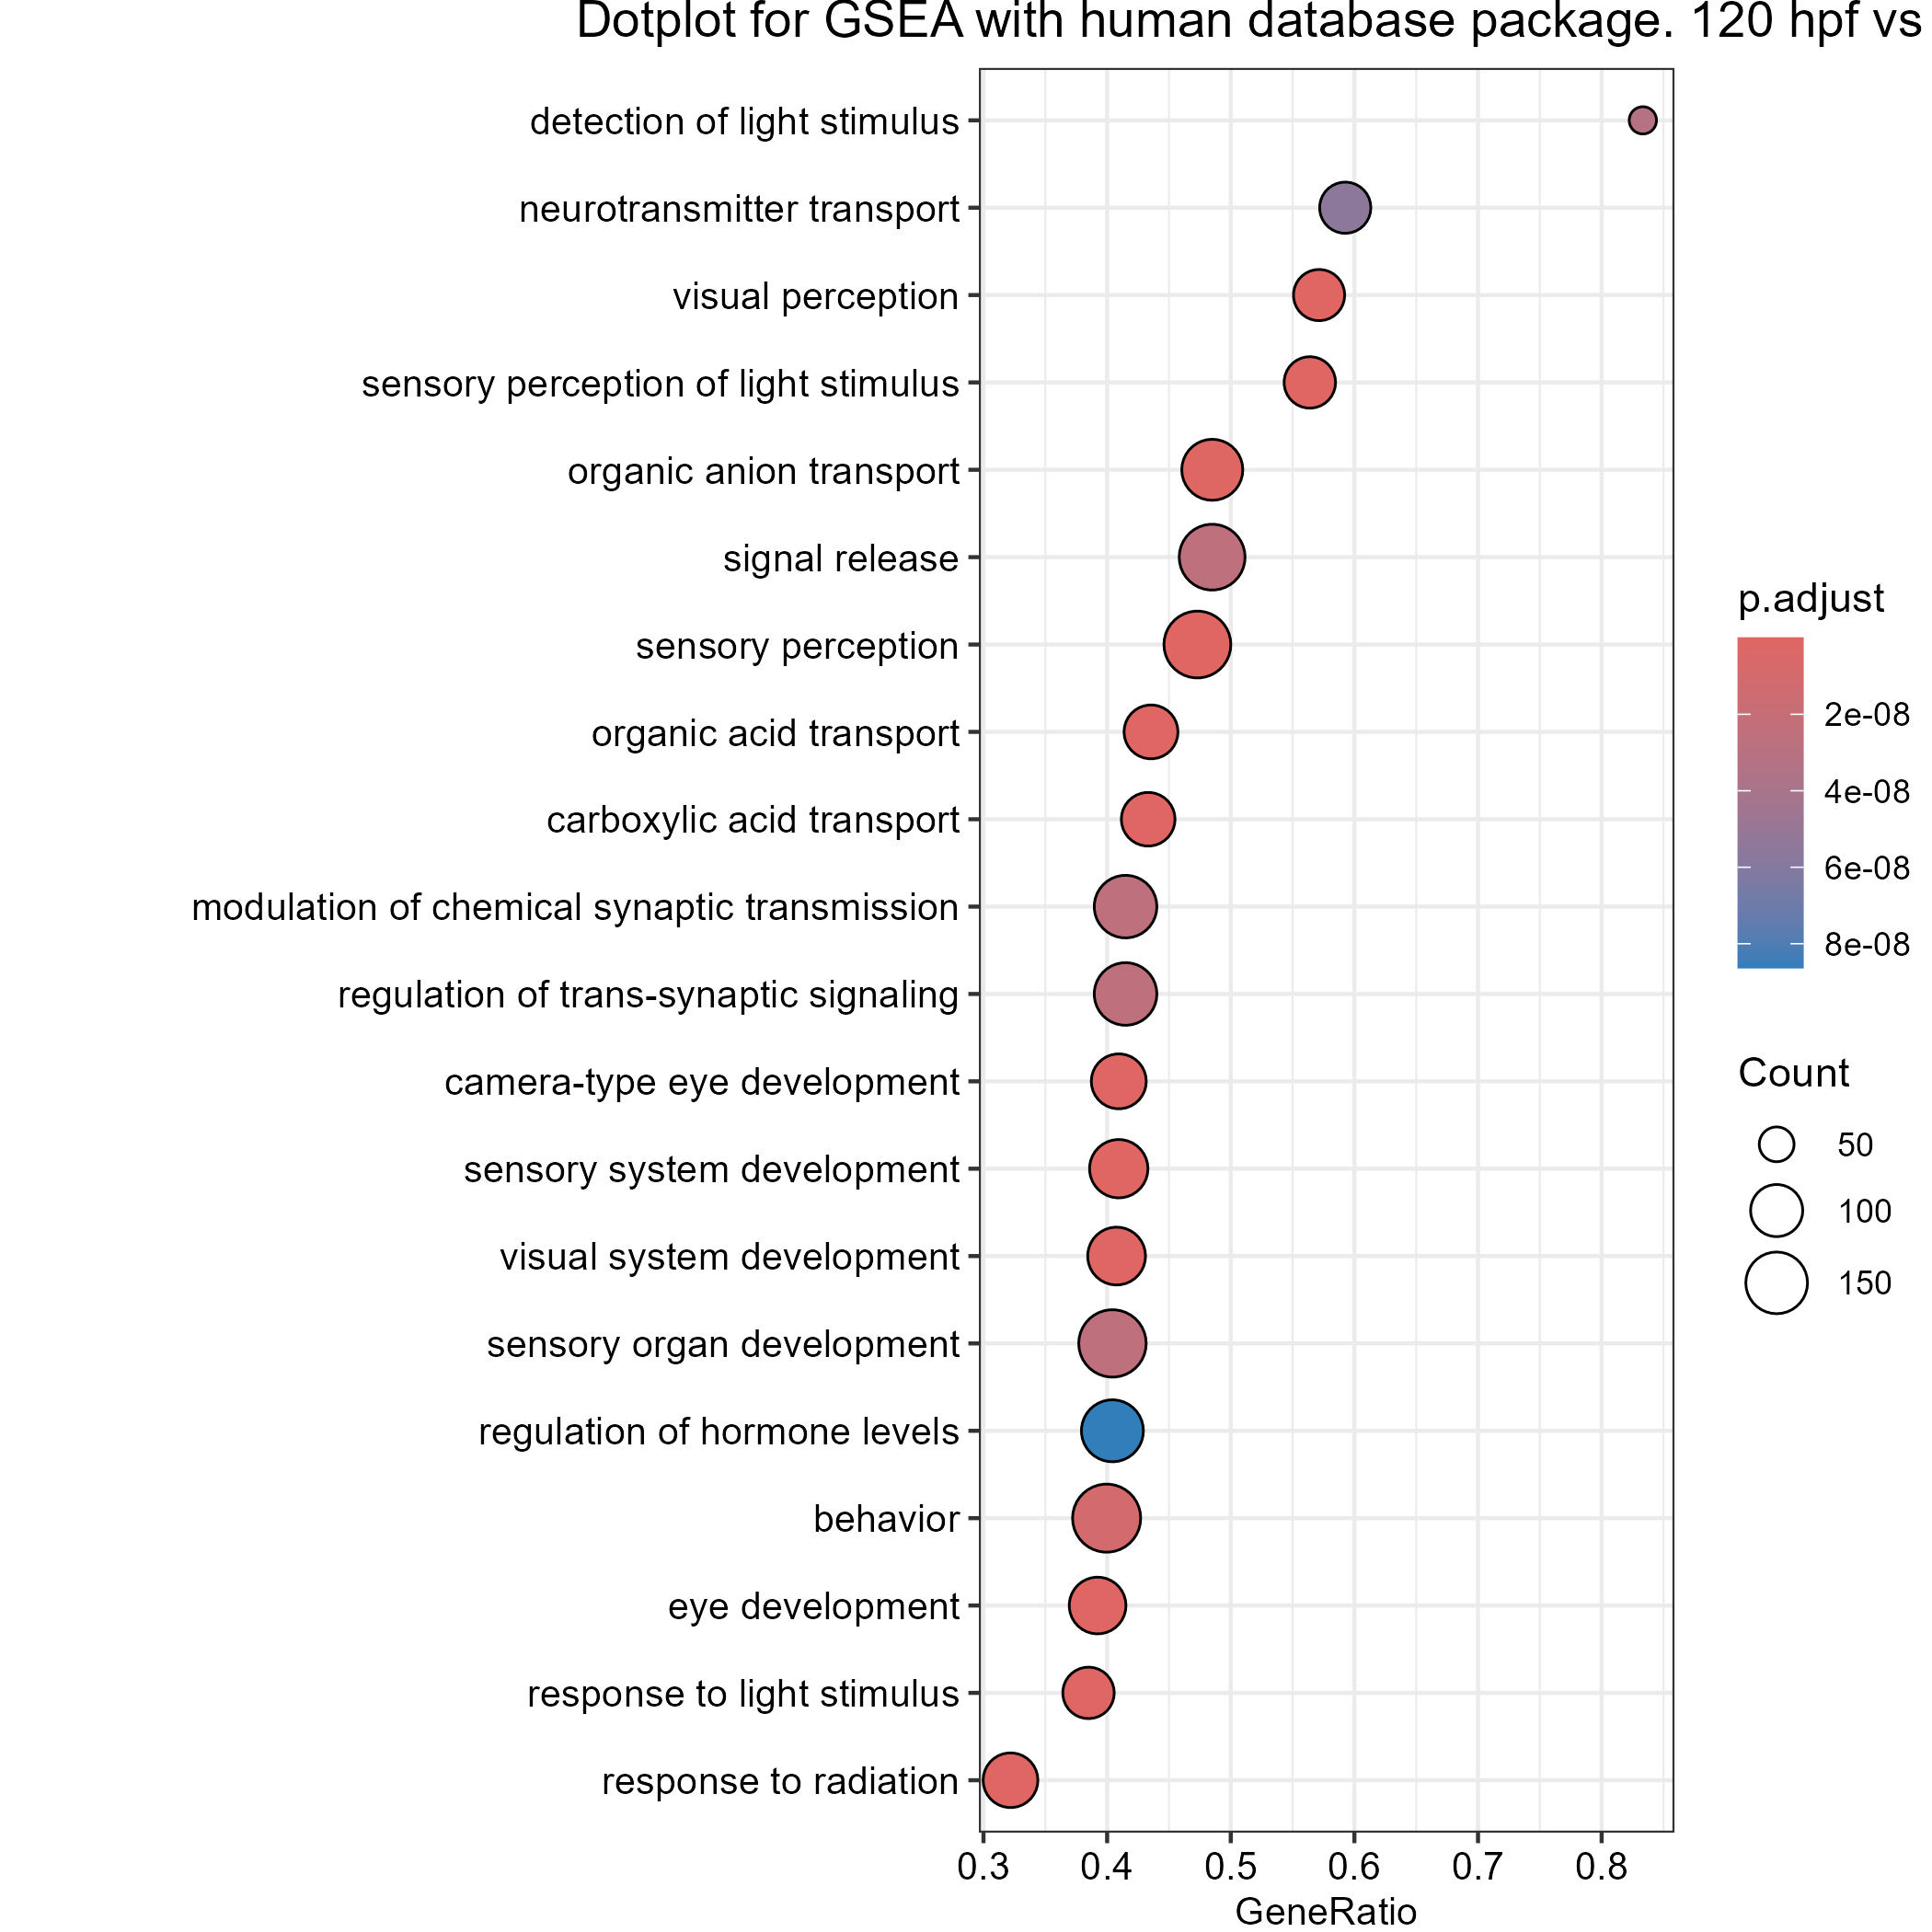 Dotplot for GSEA with human database package. 120 hpf vs
detection of light stimulus
neurotransmitter transport
visual perception
sensory perception of light stimulus
organic anion transport
signal release
sensory perception
organic acid transport
carboxylic acid transport
modulation of chemical synaptic transmission
regulation of trans-synaptic signaling
camera-type eye development
sensory system development
visual system development
sensory organ development
regulation of hormone levels
behavior
eye development
response to light stimulus
response to radiation
0.3 0.4 0.5 0.6 0.7 0.8
GeneRatio
p.adjust
2e-08
4e-08
6e-08
8e-08
Count
50
100
150